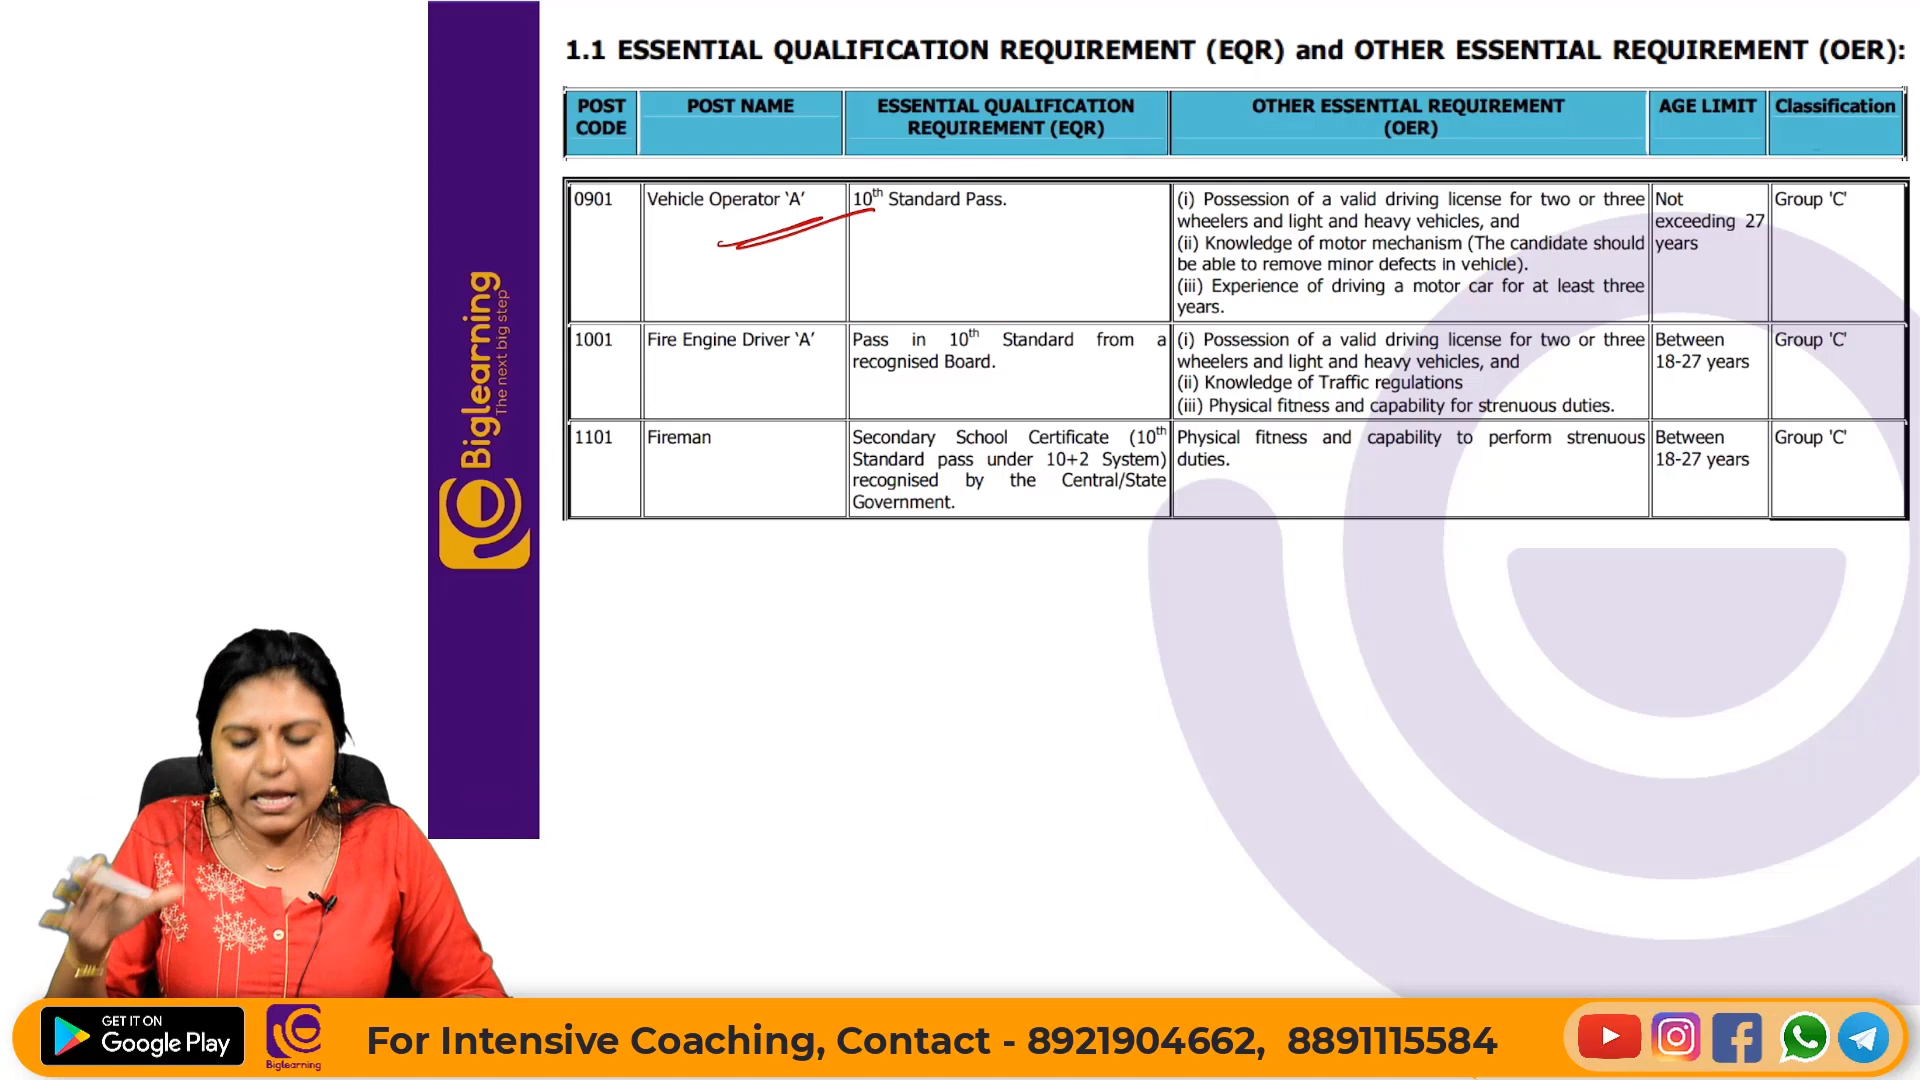 1.1 ESSENTIAL QUALIFICATION REQUIREMENT (EQR) and OTHER ESSENTIAL REQUIREMENT (OER):
POST CODE
POST NAME
ESSENTIAL QUALIFICATION REQUIREMENT (EQR)
OTHER ESSENTIAL REQUIREMENT (OER)
AGE LIMIT
Classification
0901
Vehicle Operator 'A'
10th Standard Pass.
(i) Possession of a valid driving license for two or three
wheelers and light and heavy vehicles, and
(ii) Knowledge of motor mechanism (The candidate should
be able to remove minor defects in vehicle).
(iii) Experience of driving a motor car for at least three
years.
Not
exceeding 27
years
Group 'C'
1001
Fire Engine Driver 'A'
Pass in 10th Standard from a
recognised Board.
(i) Possession of a valid driving license for two or three
wheelers and light and heavy vehicles, and
(ii) Knowledge of Traffic regulations
(iii) Physical fitness and capability for strenuous duties.
Between
18-27 years
Group 'C'
1101
Fireman
Secondary School Certificate (10th
Standard pass under 10+2 System)
recognised by the Central/State
Government.
Physical fitness and capability to perform strenuous
duties.
Between
18-27 years
Group 'C'
Biglearning
The next big step
GET IT ON
Google Play
Biglearning
For Intensive Coaching, Contact - 8921904662, 8891115584